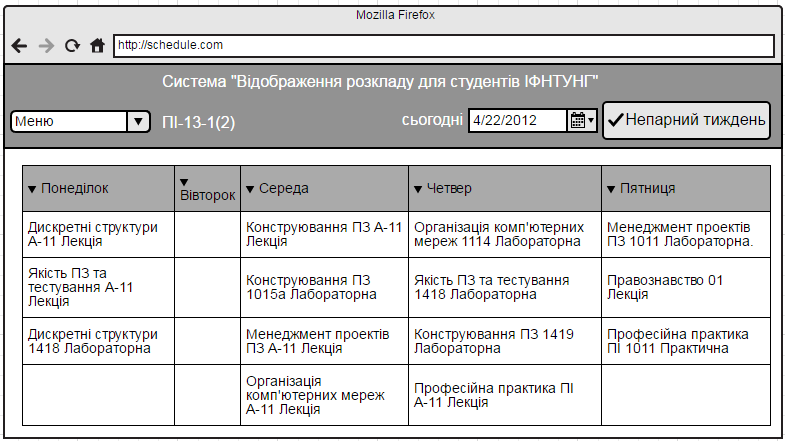 Mozilla Firefox
http://schedule.com
Система "Відображення розкладу для студентів ІФНТУНГ"
Меню
ПІ-13-1(2)
сьогодні
4/22/2012
Непарний тиждень
Понеділок
Вівторок
Середа
Четвер
Пятниця
Дискретні структури
А-11 Лекція
Конструювання ПЗ А-11
Лекція
Організація комп'ютерних
мереж 1114 Лабораторна
Менеджмент проектів
ПЗ 1011 Лабораторна.
Якість ПЗ та
тестування А-11
Лекція
Конструювання ПЗ
1015а Лабораторна
Якість ПЗ та тестування
1418 Лабораторна
Правознавство 01
Лекція
Дискретні структури
1418 Лабораторна
Менеджмент проектів
ПЗ А-11 Лекція
Конструювання ПЗ 1419
Лабораторна
Професійна практика
ПІ 1011 Практична
Організація
комп'ютерних мереж
А-11 Лекція
Професійна практика ПІ
А-11 Лекція